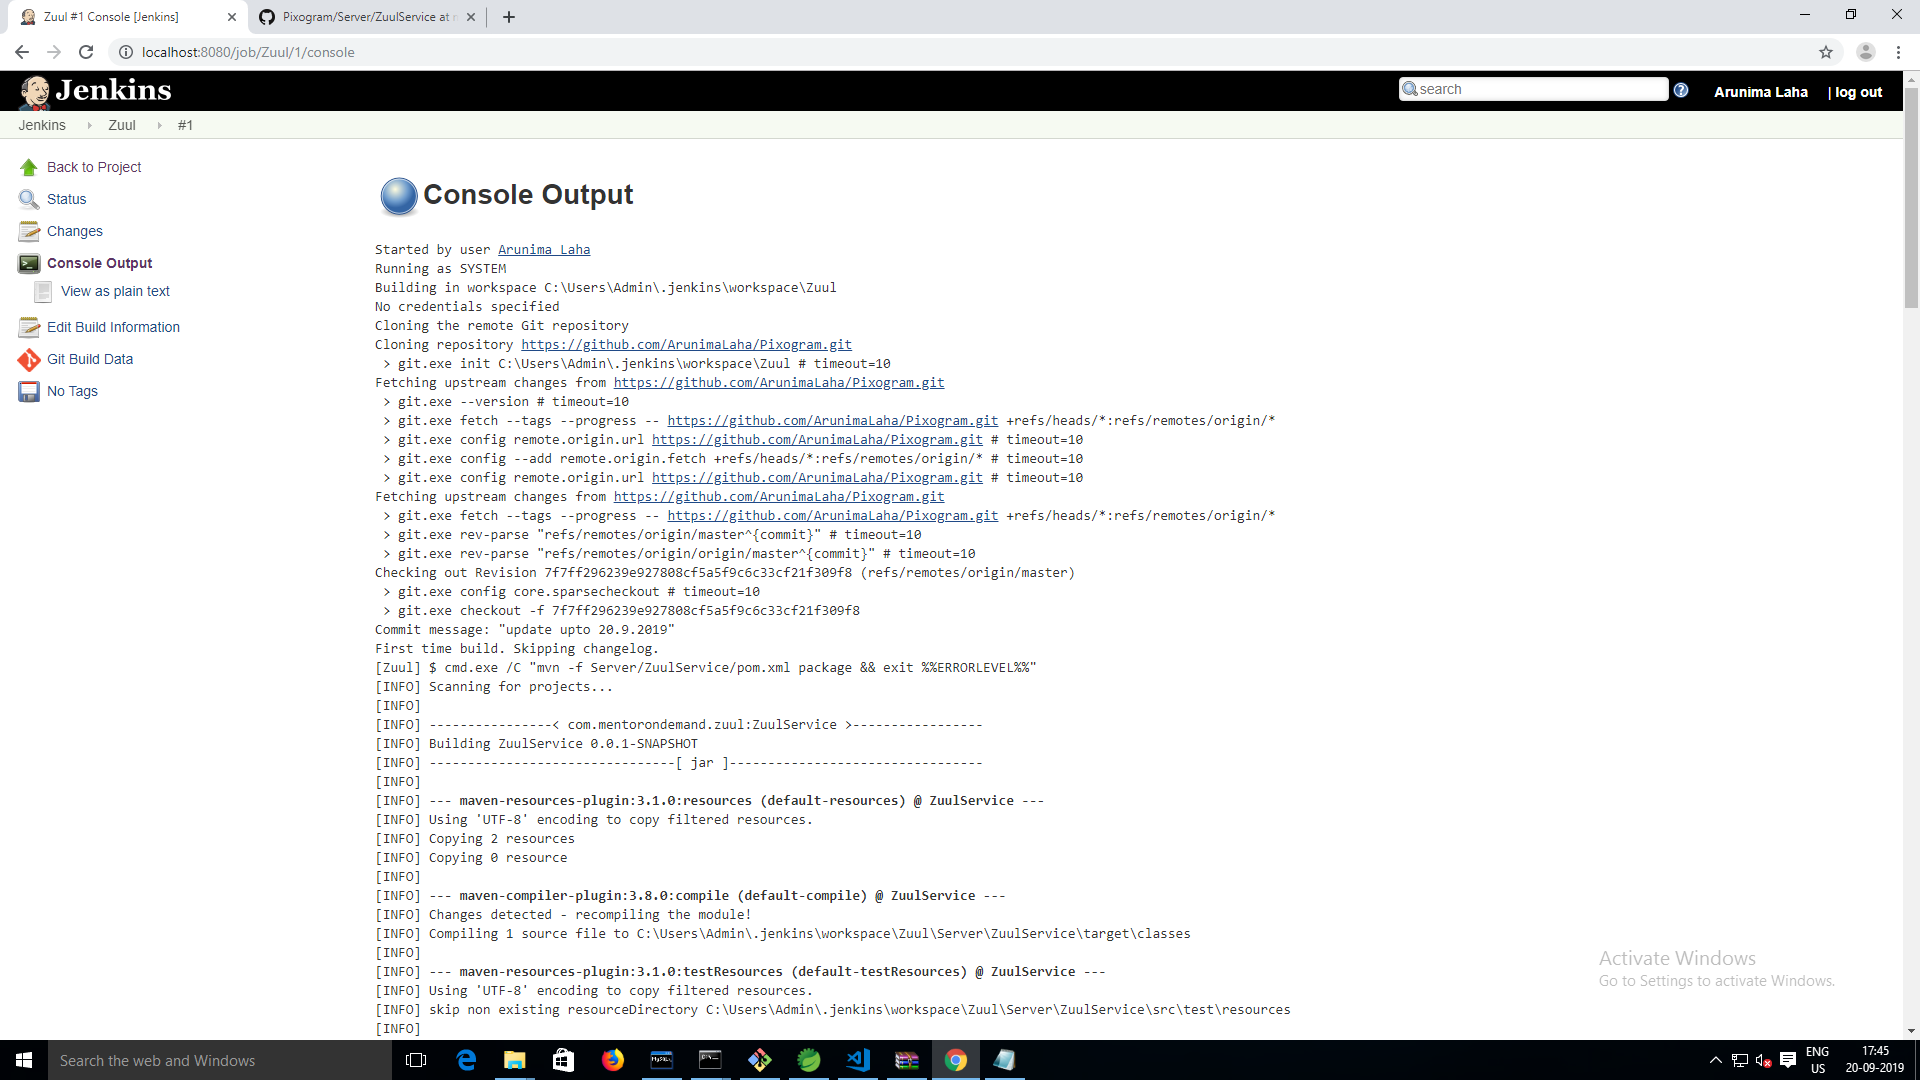 Zuul #1 Console [Jenkins]
Pixogram/Server/ZuulService at
localhost:8080/job/Zuul/1/console
Jenkins
search
Arunima Laha
| log out
Jenkins
Zuul
#1
Back to Project
Status
Changes
Console Output
View as plain text
Edit Build Information
Git Build Data
No Tags
Console Output
Started by user Arunima Laha
Running as SYSTEM
Building in workspace C:\Users\Admin\.jenkins\workspace\Zuul
No credentials specified
Cloning the remote Git repository
Cloning repository https://github.com/ArunimaLaha/Pixogram.git
> git.exe init C:\Users\Admin\.jenkins\workspace\Zuul # timeout=10
Fetching upstream changes from https://github.com/ArunimaLaha/Pixogram.git
> git.exe --version # timeout=10
> git.exe fetch --tags --progress -- https://github.com/ArunimaLaha/Pixogram.git +refs/heads/*:refs/remotes/origin/*
> git.exe config remote.origin.url https://github.com/ArunimaLaha/Pixogram.git # timeout=10
> git.exe config --add remote.origin.fetch +refs/heads/*:refs/remotes/origin/* # timeout=10
> git.exe config remote.origin.url https://github.com/ArunimaLaha/Pixogram.git # timeout=10
Fetching upstream changes from https://github.com/ArunimaLaha/Pixogram.git
> git.exe fetch --tags --progress -- https://github.com/ArunimaLaha/Pixogram.git +refs/heads/*:refs/remotes/origin/*
> git.exe rev-parse "refs/remotes/origin/master^{commit}" # timeout=10
> git.exe rev-parse "refs/remotes/origin/origin/master^{commit}" # timeout=10
Checking out Revision 7f7ff296239e927808cf5a5f9c6c33cf21f309f8 (refs/remotes/origin/master)
> git.exe config core.sparsecheckout # timeout=10
> git.exe checkout -f 7f7ff296239e927808cf5a5f9c6c33cf21f309f8
Commit message: "update upto 20.9.2019"
First time build. Skipping changelog.
[Zuul] $ cmd.exe /C "mvn -f Server/ZuulService/pom.xml package && exit %%ERRORLEVEL%%"
[INFO] Scanning for projects...
[INFO]
[INFO] ----------------< com.mentorondemand.zuul:ZuulService >-----------------
[INFO] Building ZuulService 0.0.1-SNAPSHOT
[INFO] --------------------------------[ jar ]---------------------------------
[INFO]
[INFO] --- maven-resources-plugin:3.1.0:resources (default-resources) @ ZuulService ---
[INFO] Using 'UTF-8' encoding to copy filtered resources.
[INFO] Copying 2 resources
[INFO] Copying 0 resource
[INFO]
[INFO] --- maven-compiler-plugin:3.8.0:compile (default-compile) @ ZuulService ---
[INFO] Changes detected - recompiling the module!
[INFO] Compiling 1 source file to C:\Users\Admin\.jenkins\workspace\Zuul\Server\ZuulService\target\classes
[INFO]
[INFO] --- maven-resources-plugin:3.1.0:testResources (default-testResources) @ ZuulService ---
[INFO] Using 'UTF-8' encoding to copy filtered resources.
[INFO] skip non existing resourceDirectory C:\Users\Admin\.jenkins\workspace\Zuul\Server\ZuulService\src\test\resources
[INFO]
Activate Windows
Go to Settings to activate Windows.
Search the web and Windows
ENG
US
17:45
20-09-2019